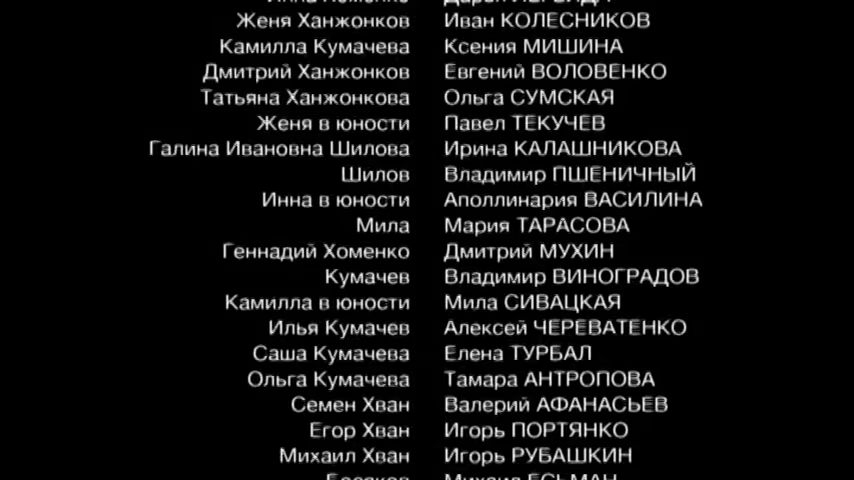 Женя Ханжонков Иван КОЛЕСНИКОВ
Камилла Кумачева Ксения МИШИНА
Дмитрий Ханжонков Евгений ВОЛОВЕНКО
Татьяна Ханжонкова Ольга СУМСКАЯ
Женя в юности Павел ТЕКУЧЕВ
Галина Ивановна Шилова Ирина КАЛАШНИКОВА
Шилов Владимир ПШЕНИЧНЫЙ
Инна в юности Аполлинария ВАСИЛИНА
Мила Мария ТАРАСОВА
Геннадий Хоменко Дмитрий МУХИН
Кумачев Владимир ВИНОГРАДОВ
Камилла в юности Мила СИВАЦКАЯ
Илья Кумачев Алексей ЧЕРЕВАТЕНКО
Саша Кумачева Елена ТУРБАЛ
Ольга Кумачева Тамара АНТРОПОВА
Семен Хван Валерий АФАНАСЬЕВ
Егор Хван Игорь ПОРТЯНКО
Михаил Хван Игорь РУБАШКИН
Михаил ЕСЬМАН